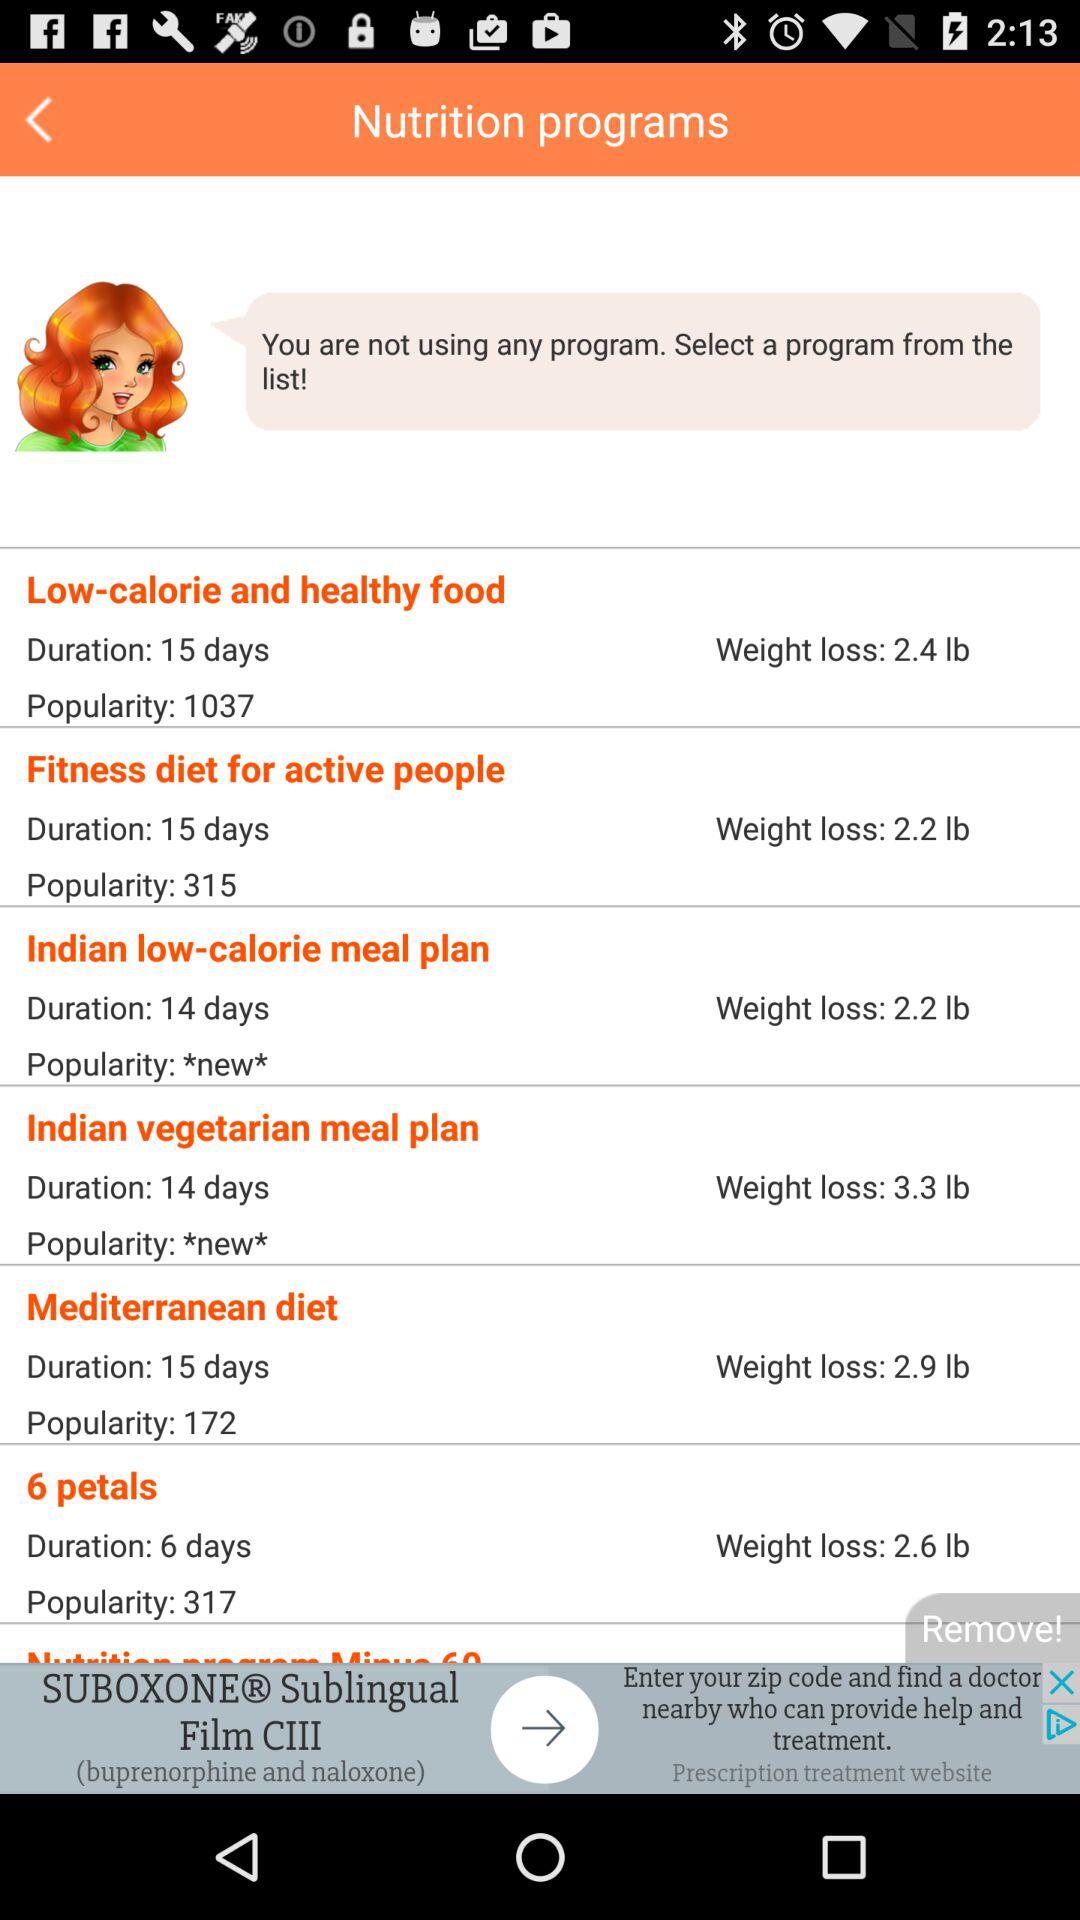 FAKE
2:13
Nutrition programs
You are not using any program. Select a program from the
list!
Low-calorie and healthy food
Duration: 15 days Weight loss: 2.4 lb
Popularity: 1037
Fitness diet for active people
Duration: 15 days Weight loss: 2.2 lb
Popularity: 315
Indian low-calorie meal plan
Duration: 14 days Weight loss: 2.2 lb
Popularity: *new*
Indian vegetarian meal plan
Duration: 14 days Weight loss: 3.3 lb
Popularity: *new*
Mediterranean diet
Duration: 15 days Weight loss: 2.9 lb
Popularity: 172
6 petals
Duration: 6 days Weight loss: 2.6 lb
Popularity: 317
Remove!
Nutrition program Minus 60
SUBOXONE® Sublingual
Film CIII
(buprenorphine and naloxone)
Enter your zip code and find a doctor
nearby who can provide help and
treatment.
Prescription treatment website